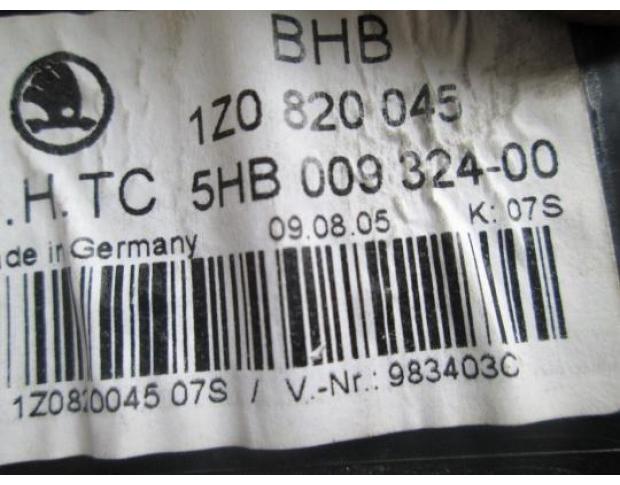 BHB
1Z0 820 045
.H.TC 5HB 009 324-00
de in Germany 09.08.05 K: 07S
1Z0820045 07S / V.-Nr.: 983403C